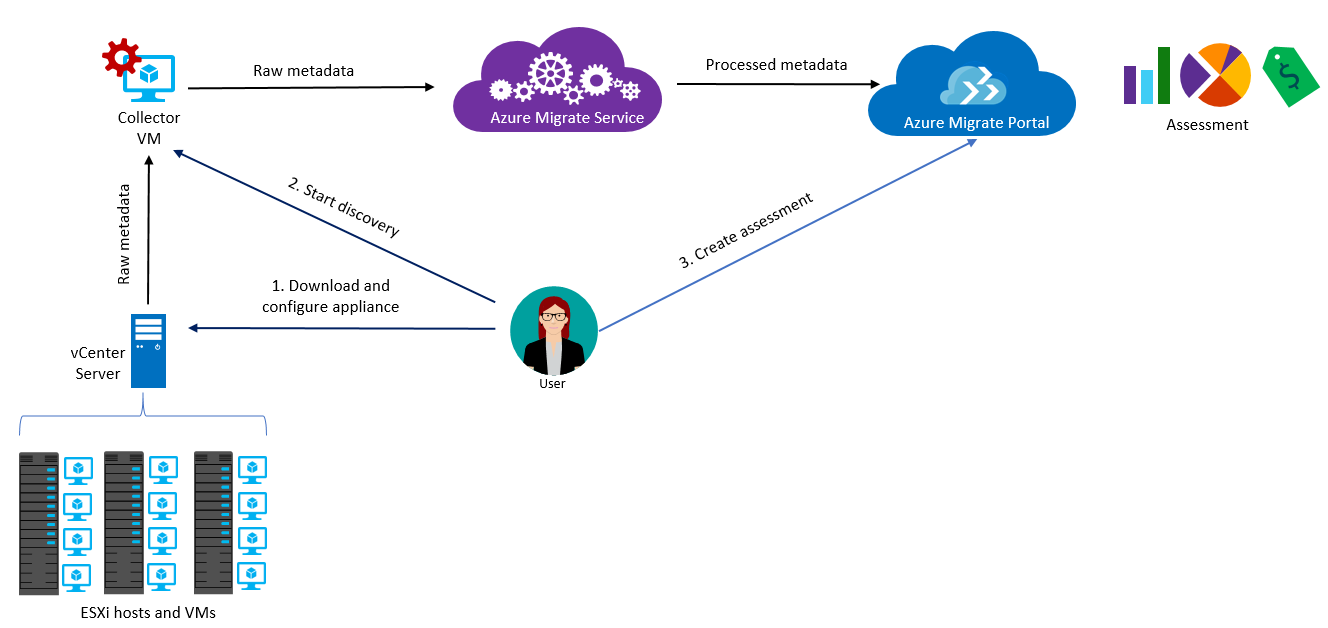 Raw metadata
Processed metadata
Collector
VM
Azure Migrate Service
Azure Migrate Portal
Assessment
Raw metadata
2. Start discovery
3. Create assessment
1. Download and
configure appliance
vCenter
Server
User
ESXi hosts and VMs